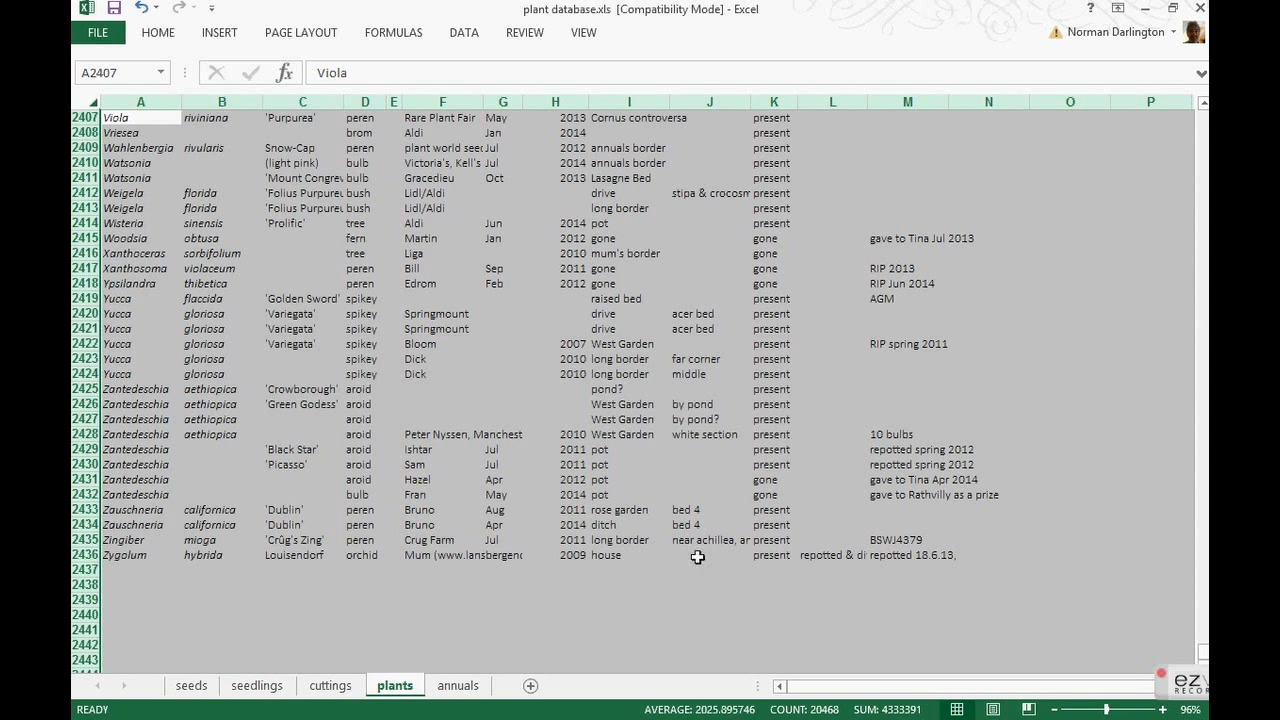 plant database.xls [Compatibility Mode] - Excel
FILE HOME INSERT PAGE LAYOUT FORMULAS DATA REVIEW VIEW Norman Darlington
A2407 fx Viola
A B C D E F G H I J K L M N O P
2407 Viola riviniana 'Purpurea' peren Rare Plant Fair May 2013 Cornus controversa present
2408 Vriesea brom Aldi Jan 2014 present
2409 Wahlenbergia rivularis Snow-Cap peren plant world seed Jul 2012 annuals border present
2410 Watsonia (light pink) bulb Victoria's, Kell's Jul 2014 annuals border present
2411 Watsonia 'Mount Congrev bulb Gracedieu Oct 2013 Lasagne Bed present
2412 Weigela florida 'Folius Purpureu bush Lidl/Aldi drive stipa & crocosm present
2413 Weigela florida 'Folius Purpureu bush Lidl/Aldi long border present
2414 Wisteria sinensis 'Prolific' tree Aldi Jun 2014 pot present
2415 Woodsia obtusa fern Martin Jan 2012 gone gone gave to Tina Jul 2013
2416 Xanthoceras sorbifolium tree Liga 2010 mum's border present
2417 Xanthosoma violaceum peren Bill Sep 2011 gone gone RIP 2013
2418 Ypsilandra thibetica peren Edrom Feb 2012 gone gone RIP Jun 2014
2419 Yucca flaccida 'Golden Sword' spikey raised bed present AGM
2420 Yucca gloriosa 'Variegata' spikey Springmount drive acer bed present
2421 Yucca gloriosa 'Variegata' spikey Springmount drive acer bed present
2422 Yucca gloriosa 'Variegata' spikey Bloom 2007 West Garden present RIP spring 2011
2423 Yucca gloriosa spikey Dick 2010 long border far corner present
2424 Yucca gloriosa spikey Dick 2010 long border middle present
2425 Zantedeschia aethiopica 'Crowborough' aroid pond? present
2426 Zantedeschia aethiopica 'Green Godess' aroid West Garden by pond present
2427 Zantedeschia aethiopica aroid West Garden by pond? present
2428 Zantedeschia aethiopica aroid Peter Nyssen, Manchest 2010 West Garden white section present 10 bulbs
2429 Zantedeschia 'Black Star' aroid Ishtar Jul 2011 pot present repotted spring 2012
2430 Zantedeschia 'Picasso' aroid Sam Jul 2011 pot present repotted spring 2012
2431 Zantedeschia aroid Hazel Apr 2012 pot gone gave to Tina Apr 2014
2432 Zantedeschia bulb Fran May 2014 pot gone gave to Rathvilly as a prize
2433 Zauschneria californica 'Dublin' peren Bruno Aug 2011 rose garden bed 4 present
2434 Zauschneria californica 'Dublin' peren Bruno Apr 2014 ditch bed 4 present
2435 Zingiber mioga 'Crûg's Zing' peren Crug Farm Jul 2011 long border near achillea, ar present BSWJ4379
2436 Zygolum hybrida Louisendorf orchid Mum (www.lansbergend 2009 house present repotted & di repotted 18.6.13,
2437
2438
2439
2440
2441
2442
2443
seeds seedlings cuttings plants annuals
READY AVERAGE: 2025.895746 COUNT: 20468 SUM: 4333391 96%